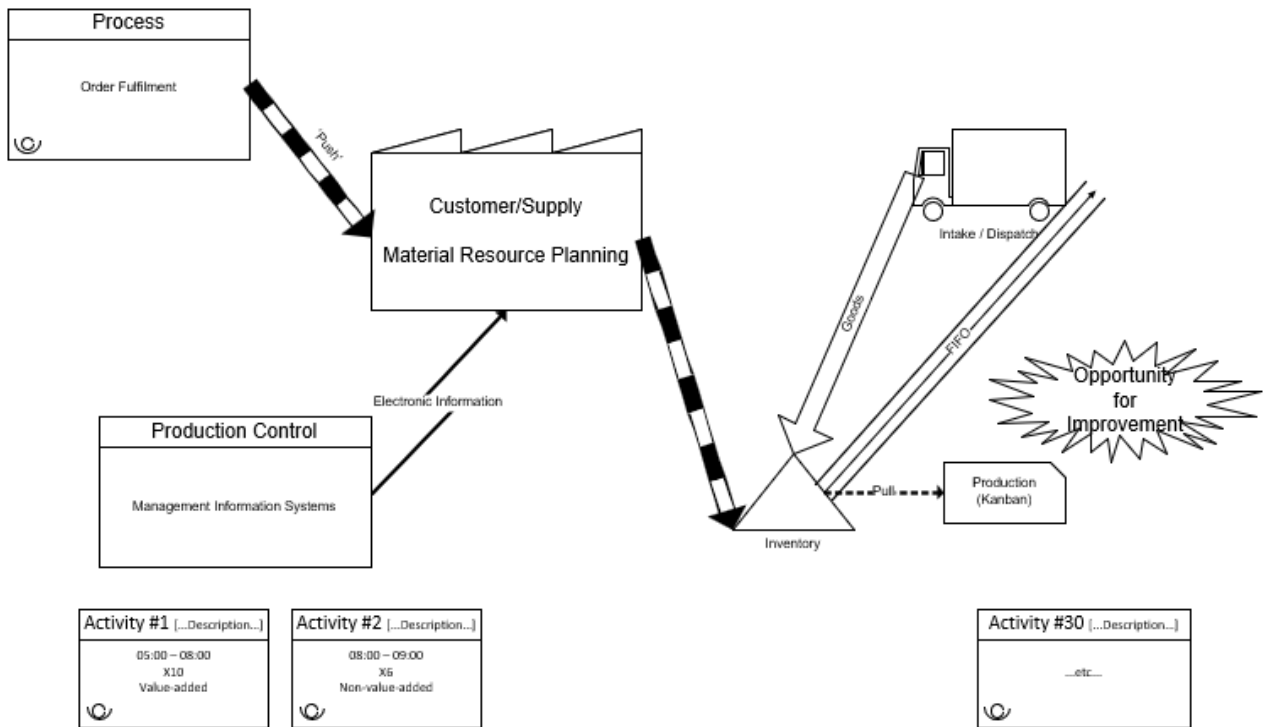 Process
Order Fulfilment
'Push'
Customer/Supply
Material Resource Planning
Intake / Dispatch
Goods
FIFO
Opportunity
for
Improvement
Electronic Information
Production Control
Management Information Systems
Pull
Production
(Kanban)
Inventory
Activity #1 [...Description...]
05:00 – 08:00
X10
Value-added
Activity #2 [...Description...]
08:00 – 09:00
X6
Non-value-added
Activity #30 [...Description...]
...etc...